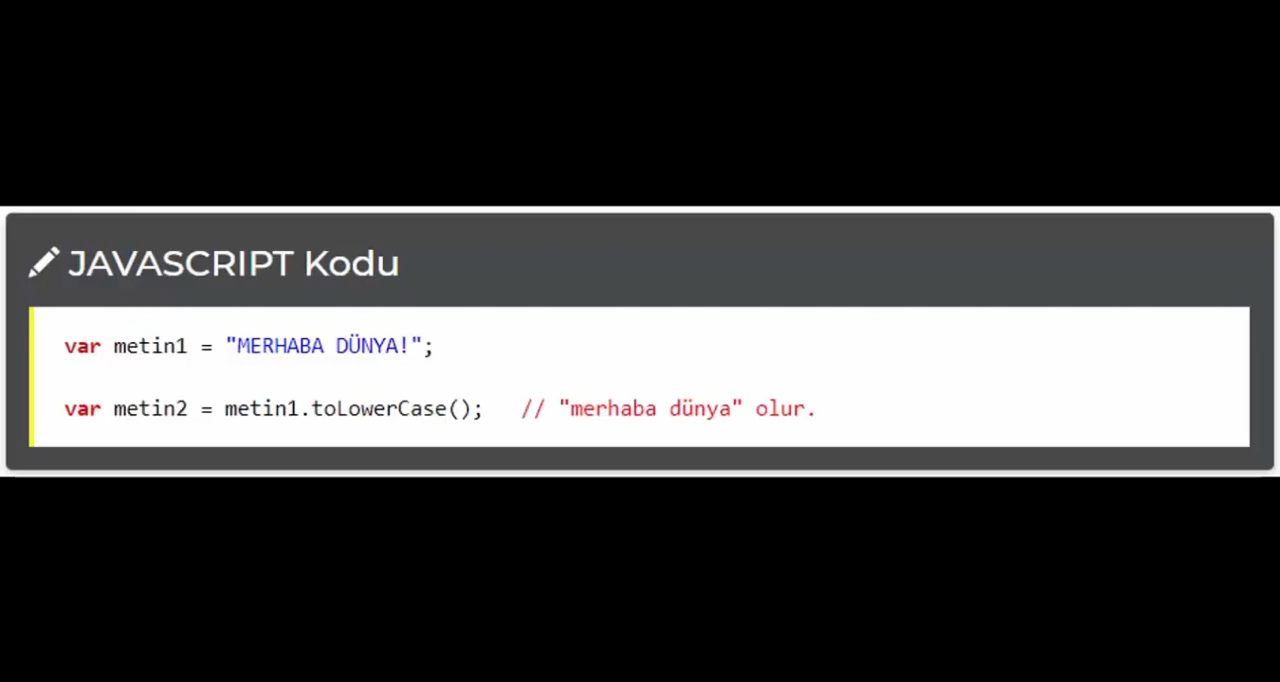 JAVASCRIPT Kodu
var metin1 = "MERHABA DÜNYA!";
var metin2 = metin1.toLowerCase();   // "merhaba dünya" olur.